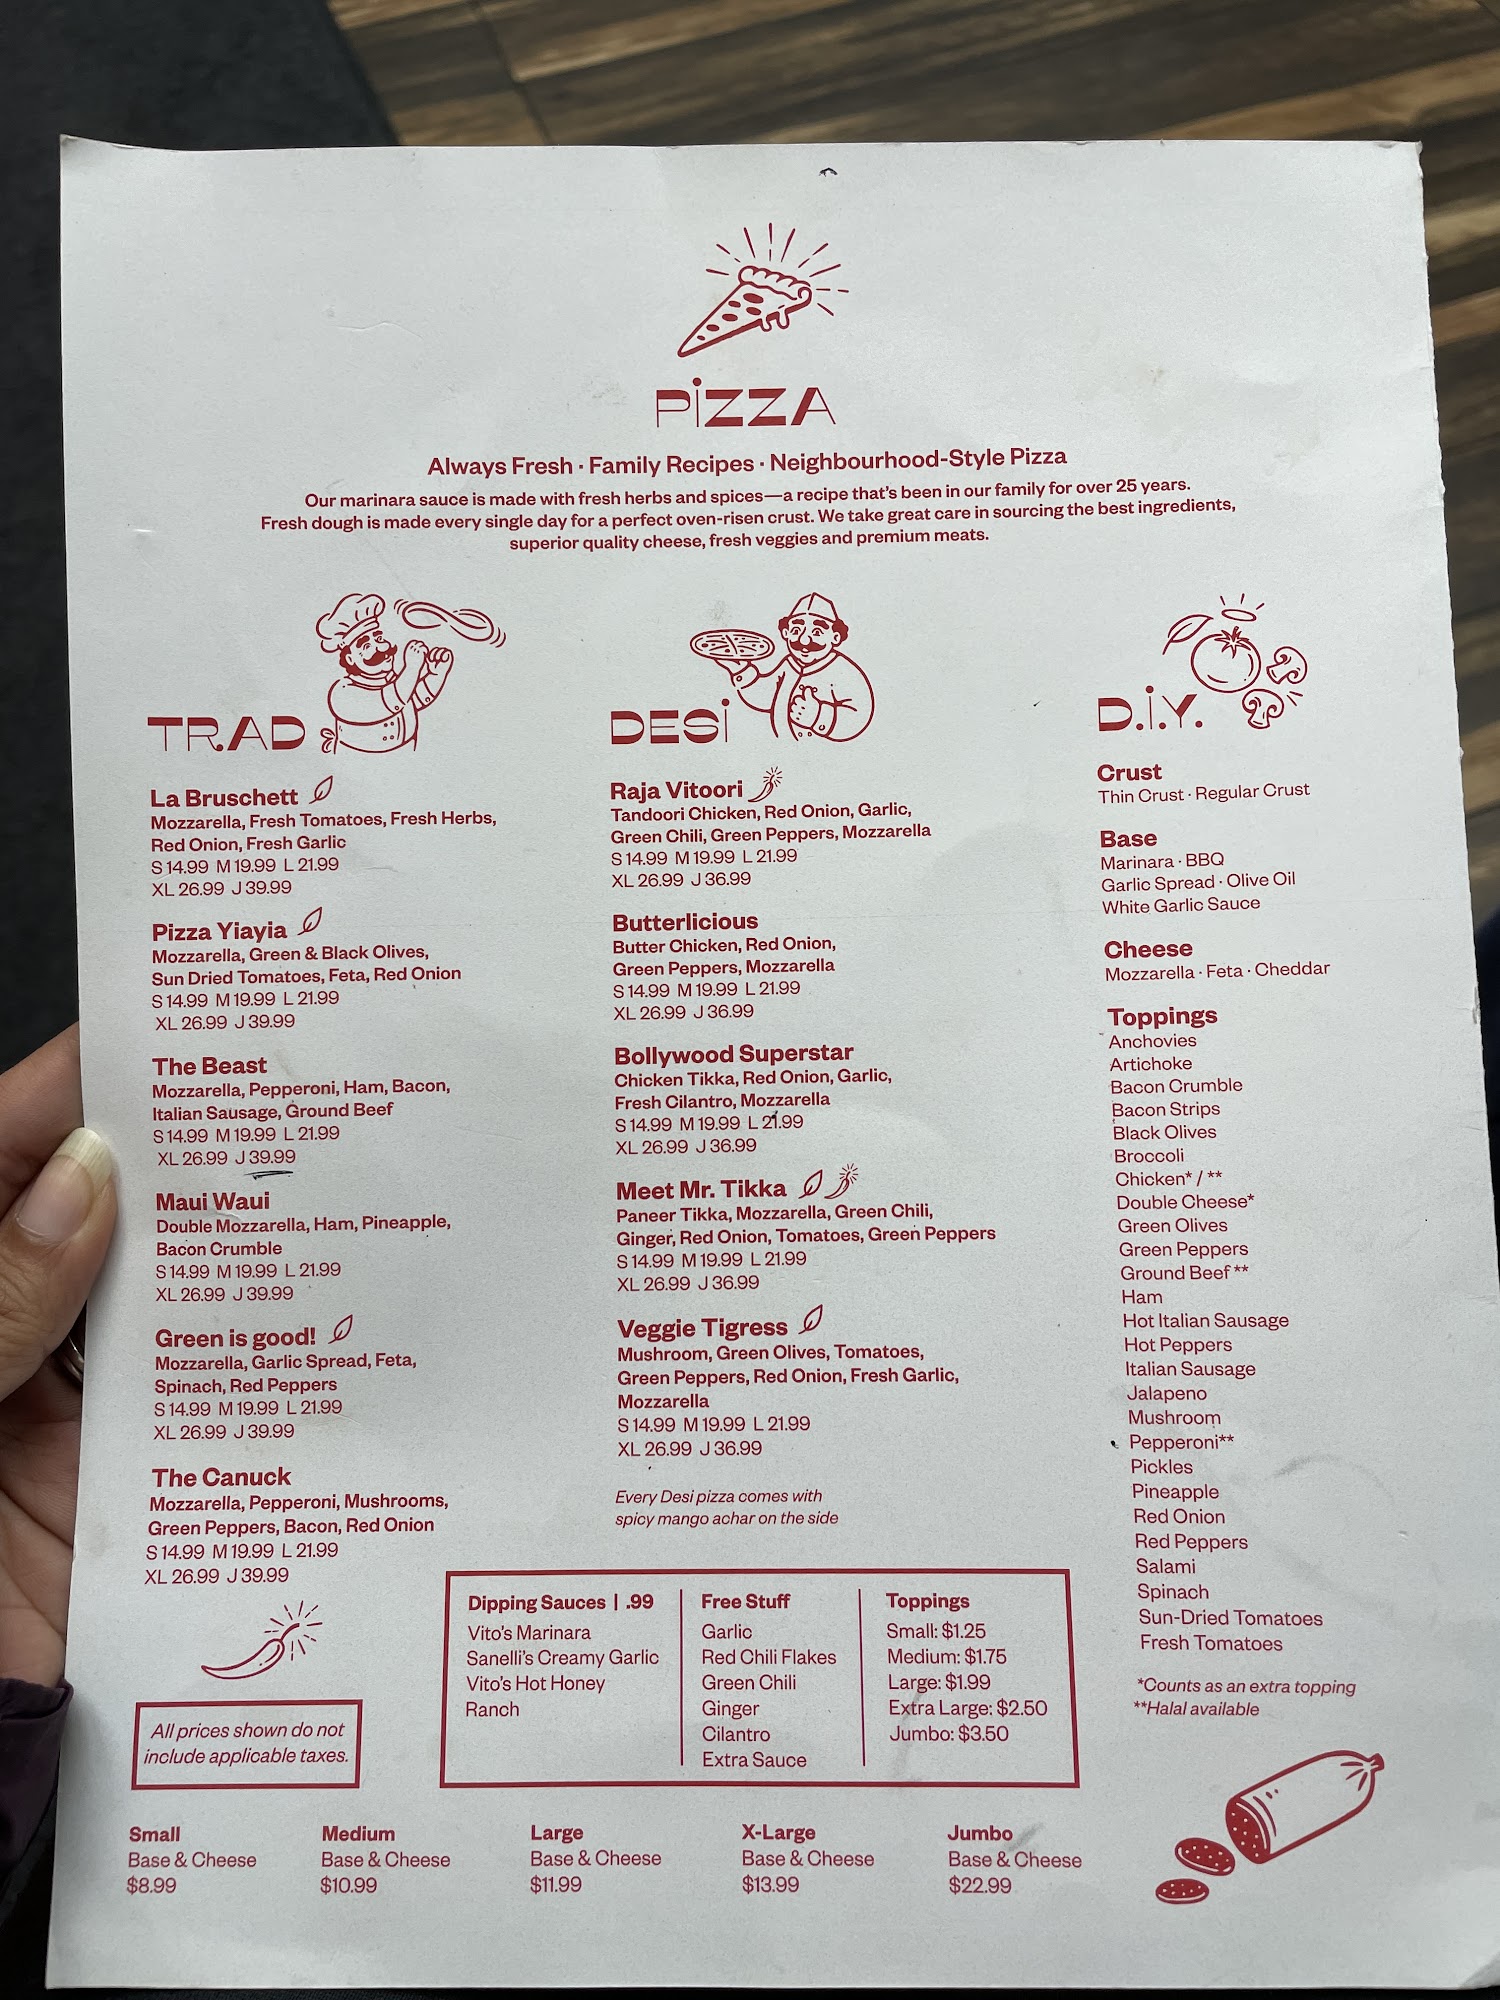 PiZZA
Always Fresh · Family Recipes · Neighbourhood-Style Pizza
Our marinara sauce is made with fresh herbs and spices—a recipe that's been in our family for over 25 years.
Fresh dough is made every single day for a perfect oven-risen crust. We take great care in sourcing the best ingredients,
superior quality cheese, fresh veggies and premium meats.
TRAD
La Bruschett
Mozzarella, Fresh Tomatoes, Fresh Herbs,
Red Onion, Fresh Garlic
S 14.99 M 19.99 L 21.99
XL 26.99 J 39.99
Pizza Yiayia
Mozzarella, Green & Black Olives,
Sun Dried Tomatoes, Feta, Red Onion
S 14.99 M 19.99 L 21.99
XL 26.99 J 39.99
The Beast
Mozzarella, Pepperoni, Ham, Bacon,
Italian Sausage, Ground Beef
S 14.99 M 19.99 L 21.99
XL 26.99 J 39.99
Maui Waui
Double Mozzarella, Ham, Pineapple,
Bacon Crumble
S 14.99 M 19.99 L 21.99
XL 26.99 J 39.99
Green is good!
Mozzarella, Garlic Spread, Feta,
Spinach, Red Peppers
S 14.99 M 19.99 L 21.99
XL 26.99 J 39.99
The Canuck
Mozzarella, Pepperoni, Mushrooms,
Green Peppers, Bacon, Red Onion
S 14.99 M 19.99 L 21.99
XL 26.99 J 39.99
All prices shown do not
include applicable taxes.
DESi
Raja Vitoori
Tandoori Chicken, Red Onion, Garlic,
Green Chili, Green Peppers, Mozzarella
S 14.99 M 19.99 L 21.99
XL 26.99 J 36.99
Butterlicious
Butter Chicken, Red Onion,
Green Peppers, Mozzarella
S 14.99 M 19.99 L 21.99
XL 26.99 J 36.99
Bollywood Superstar
Chicken Tikka, Red Onion, Garlic,
Fresh Cilantro, Mozzarella
S 14.99 M 19.99 L 21.99
XL 26.99 J 36.99
Meet Mr. Tikka
Paneer Tikka, Mozzarella, Green Chili,
Ginger, Red Onion, Tomatoes, Green Peppers
S 14.99 M 19.99 L 21.99
XL 26.99 J 36.99
Veggie Tigress
Mushroom, Green Olives, Tomatoes,
Green Peppers, Red Onion, Fresh Garlic,
Mozzarella
S 14.99 M 19.99 L 21.99
XL 26.99 J 36.99
Every Desi pizza comes with
spicy mango achar on the side
D.i.Y.
Crust
Thin Crust · Regular Crust
Base
Marinara · BBQ
Garlic Spread · Olive Oil
White Garlic Sauce
Cheese
Mozzarella · Feta · Cheddar
Toppings
Anchovies
Artichoke
Bacon Crumble
Bacon Strips
Black Olives
Broccoli
Chicken* / **
Double Cheese*
Green Olives
Green Peppers
Ground Beef**
Ham
Hot Italian Sausage
Hot Peppers
Italian Sausage
Jalapeno
Mushroom
Pepperoni**
Pickles
Pineapple
Red Onion
Red Peppers
Salami
Spinach
Sun-Dried Tomatoes
Fresh Tomatoes
*Counts as an extra topping
**Halal available
Dipping Sauces | .99
Vito's Marinara
Sanelli's Creamy Garlic
Vito's Hot Honey
Ranch
Free Stuff
Garlic
Red Chili Flakes
Green Chili
Ginger
Cilantro
Extra Sauce
Toppings
Small: $1.25
Medium: $1.75
Large: $1.99
Extra Large: $2.50
Jumbo: $3.50
Small
Base & Cheese
$8.99
Medium
Base & Cheese
$10.99
Large
Base & Cheese
$11.99
X-Large
Base & Cheese
$13.99
Jumbo
Base & Cheese
$22.99